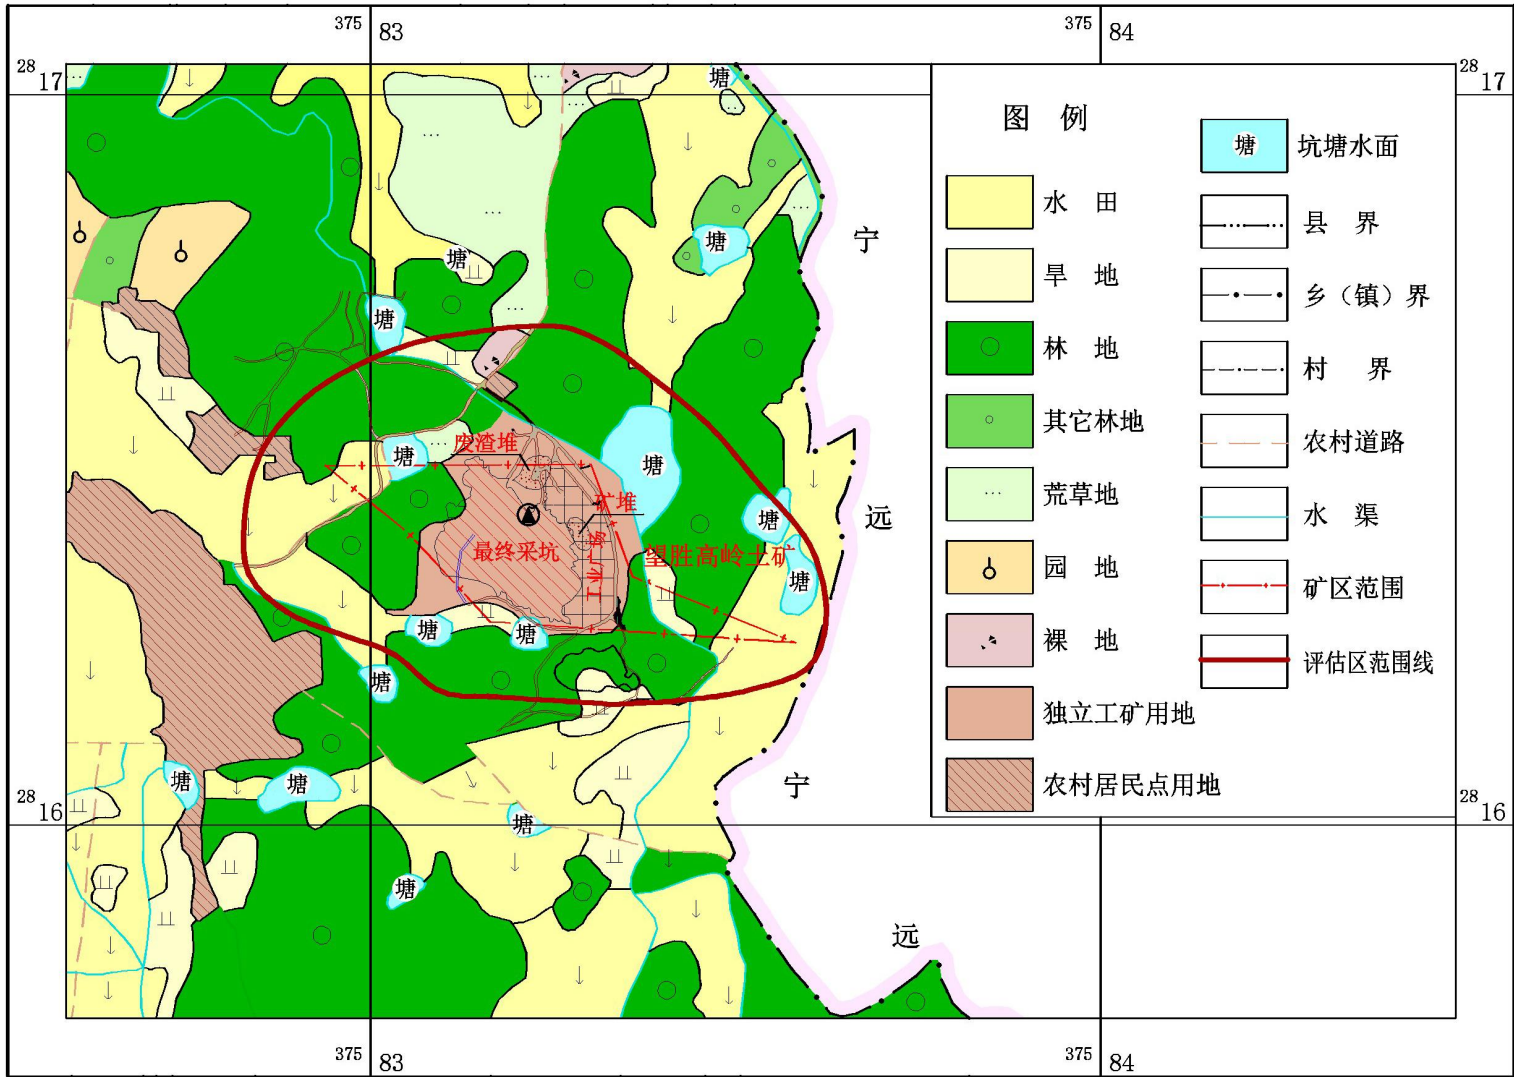 375 83
375 84
28 17
28 17
塘
宁
塘
塘
塘
废渣堆
塘
塘
矿堆
塘
远
最终采坑
工业广场
望胜高岭土矿
塘
塘
塘
塘
塘
塘
宁
塘
28 16
28 16
塘
远
375 83
375 84
图 例
水 田
旱 地
林 地
其它林地
荒草地
园 地
裸 地
独立工矿用地
农村居民点用地
塘 坑塘水面
县 界
乡（镇）界
村 界
农村道路
水 渠
矿区范围
评估区范围线